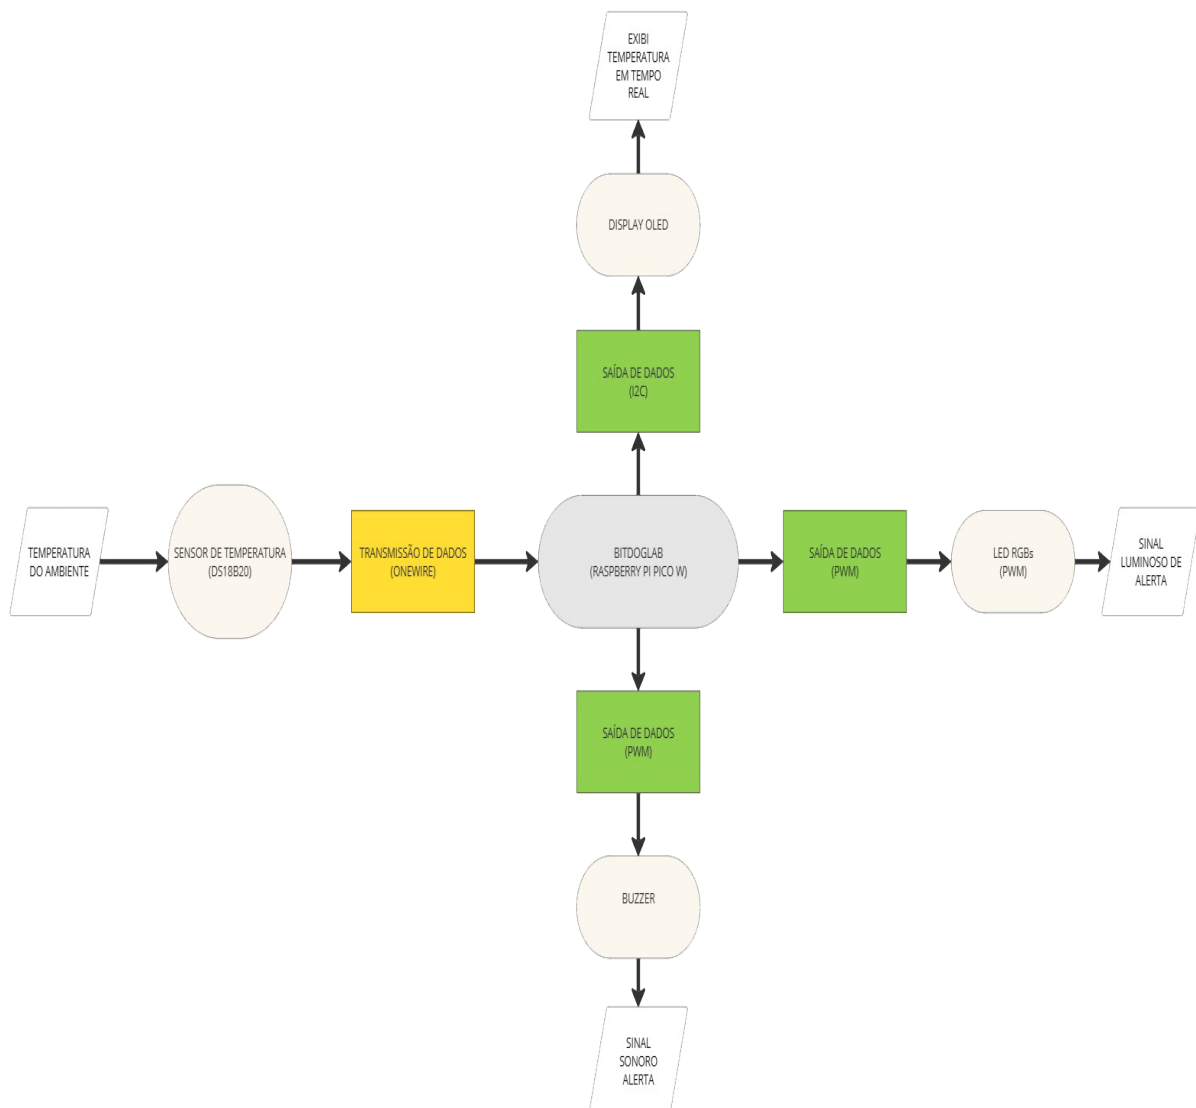 EXIBI
TEMPERATURA
EM TEMPO
REAL
DISPLAY OLED
SAÍDA DE DADOS
(I2C)
TEMPERATURA
DO AMBIENTE
SENSOR DE TEMPERATURA
(DS18B20)
TRANSMISSÃO DE DADOS
(ONEWIRE)
BITDOGLAB
(RASPBERRY PI PICO W)
SAÍDA DE DADOS
(PWM)
LED RGBs
(PWM)
SINAL
LUMINOSO DE
ALERTA
SAÍDA DE DADOS
(PWM)
BUZZER
SINAL
SONORO
ALERTA